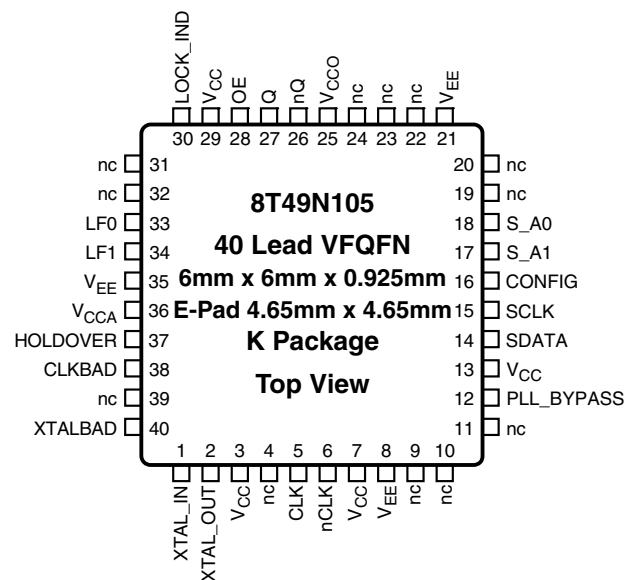 LOCK_IND
VCC
OE
Q
nQ
VCCO
nc
nc
nc
VEE
30 29 28 27 26 25 24 23 22 21
nc 31
nc 32
LF0 33
LF1 34
VEE 35
VCCA 36
HOLDOVER 37
CLKBAD 38
nc 39
XTALBAD 40
8T49N105
40 Lead VFQFN
6mm x 6mm x 0.925mm
E-Pad 4.65mm x 4.65mm
K Package
Top View
20 nc
19 nc
18 S_A0
17 S_A1
16 CONFIG
15 SCLK
14 SDATA
13 VCC
12 PLL_BYPASS
11 nc
1 2 3 4 5 6 7 8 9 10
XTAL_IN
XTAL_OUT
VCC
nc
CLK
nCLK
VCC
VEE
nc
nc